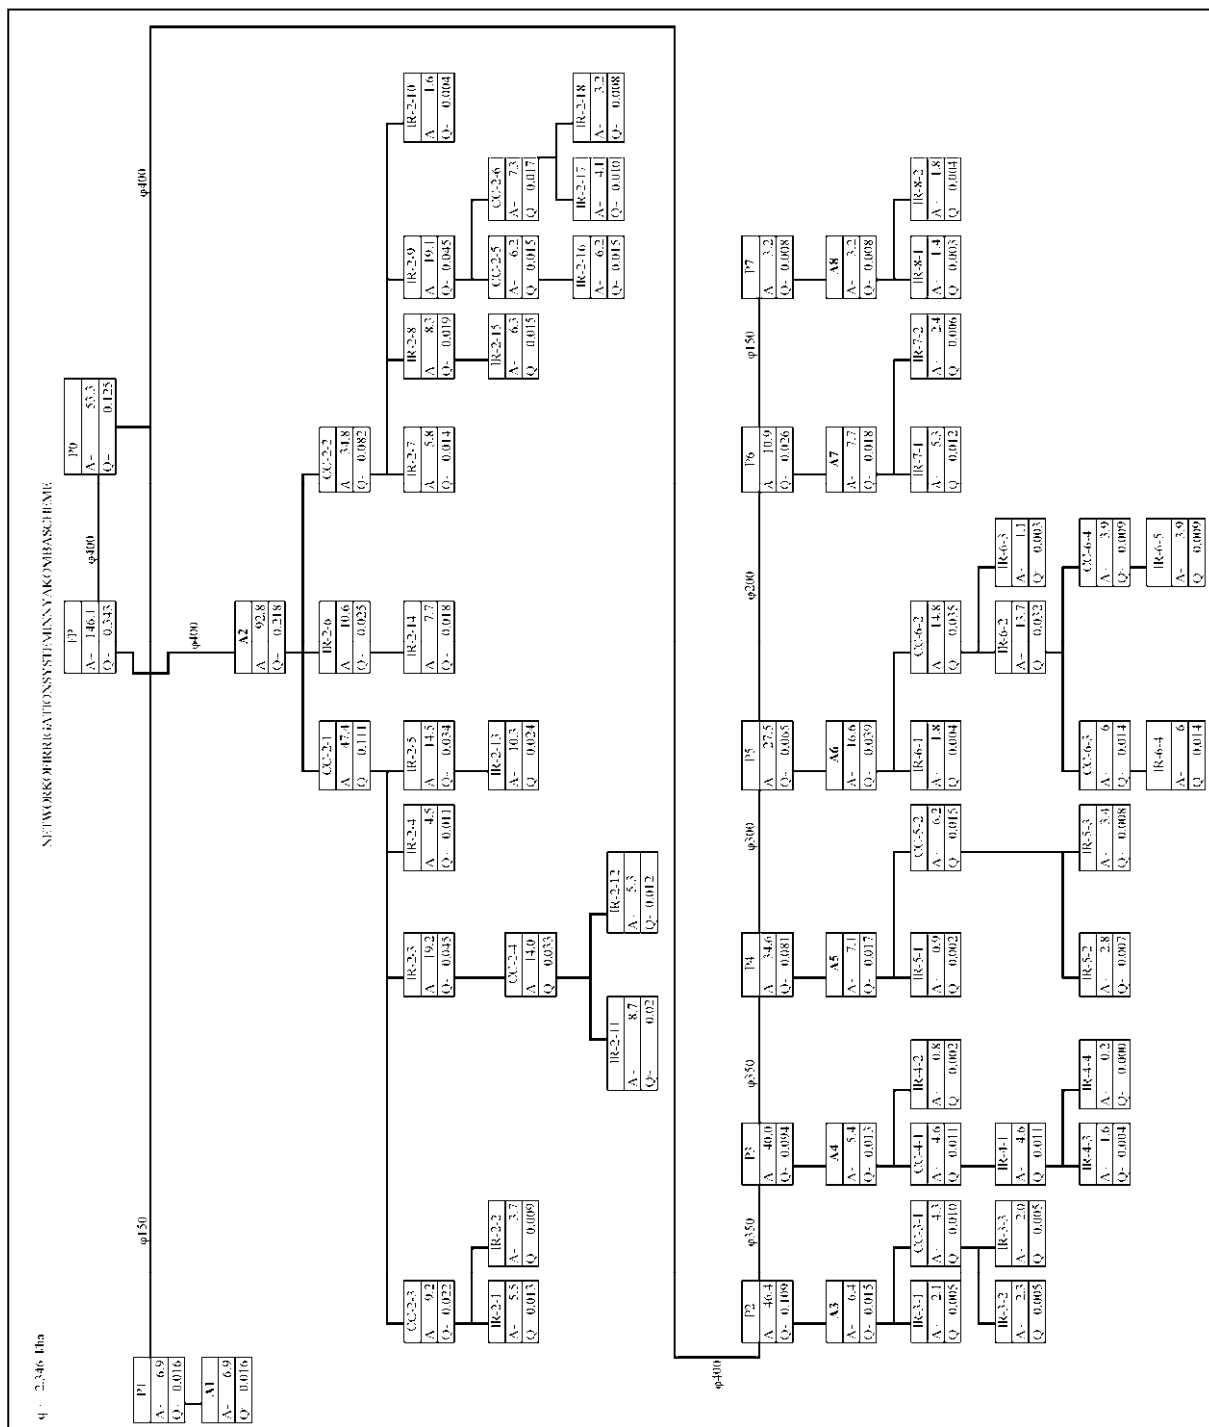 NETWORKOFIRRIGATIONSYSTEMINNYAKOMBASCHEME
q - 2.346 l/ha
FP
A= 146.1
Q= 0.343
φ400
P0
A= 53.3
Q= 0.125
φ150
φ400
φ400
P1
A- 6.9
Q- 0.016
A1
A= 6.9
Q- 0.016
A2
A 92.8
Q= 0.218
CC-2-1
A 47.4
Q 0.111
IR-2-6
A 10.6
Q- 0.025
CC-2-2
A 34.8
Q- 0.082
CC-2-3
A 9.2
Q- 0.022
IR-2-3
A 19.2
Q- 0.045
IR-2-4
A 4.5
Q- 0.011
IR-2-5
A 14.5
Q- 0.034
IR-2-14
A 7.7
Q- 0.018
IR-2-7
A 5.8
Q- 0.014
IR-2-8
A 8.3
Q- 0.019
IR-2-9
A 19.1
Q- 0.045
IR-2-10
A 1.6
Q- 0.004
IR-2-1
A- 5.5
Q- 0.013
IR-2-2
A- 3.7
Q- 0.009
CC-2-4
A 14.0
Q 0.033
IR-2-13
A- 10.3
Q 0.024
IR-2-15
A- 6.3
Q 0.015
CC-2-5
A- 6.2
Q 0.015
CC-2-6
A- 7.3
Q 0.017
IR-2-11
A- 8.7
Q- 0.02
IR-2-12
A- 5.3
Q- 0.012
IR-2-16
A- 6.2
Q- 0.015
IR-2-17
A- 4.1
Q- 0.010
IR-2-18
A- 3.2
Q- 0.008
φ400
P2
A 46.4
Q- 0.109
φ350
P3
A 40.0
Q- 0.094
φ350
P4
A 34.6
Q- 0.081
φ300
P5
A 27.5
Q- 0.065
φ200
P6
A 10.9
Q- 0.026
φ150
P7
A 3.2
Q- 0.008
A3
A- 6.4
Q- 0.015
A4
A- 5.4
Q- 0.013
A5
A- 7.1
Q- 0.017
A6
A- 16.6
Q- 0.039
A7
A- 7.7
Q- 0.018
A8
A- 3.2
Q- 0.008
IR-3-1
A- 2.1
Q 0.005
CC-3-1
A- 4.3
Q 0.010
CC-4-1
A- 4.6
Q 0.011
IR-4-2
A- 0.8
Q 0.002
IR-5-1
A- 0.9
Q 0.002
CC-5-2
A- 6.2
Q 0.015
IR-6-1
A- 1.8
Q 0.004
CC-6-2
A- 14.8
Q 0.035
IR-7-1
A- 5.3
Q 0.012
IR-7-2
A- 2.4
Q 0.006
IR-8-1
A- 1.4
Q 0.003
IR-8-2
A- 1.8
Q 0.004
IR-3-2
A- 2.3
Q 0.005
IR-3-3
A- 2.0
Q 0.005
IR-4-1
A- 4.6
Q 0.011
IR-6-2
A- 13.7
Q 0.032
IR-6-3
A- 1.1
Q 0.003
IR-4-3
A- 1.6
Q- 0.004
IR-4-4
A- 0.2
Q- 0.000
IR-5-2
A- 2.8
Q- 0.007
IR-5-3
A- 3.4
Q- 0.008
CC-6-3
A- 6
Q- 0.014
CC-6-4
A- 3.9
Q- 0.009
IR-6-4
A= 6
Q 0.014
IR-6-5
A= 3.9
Q 0.009